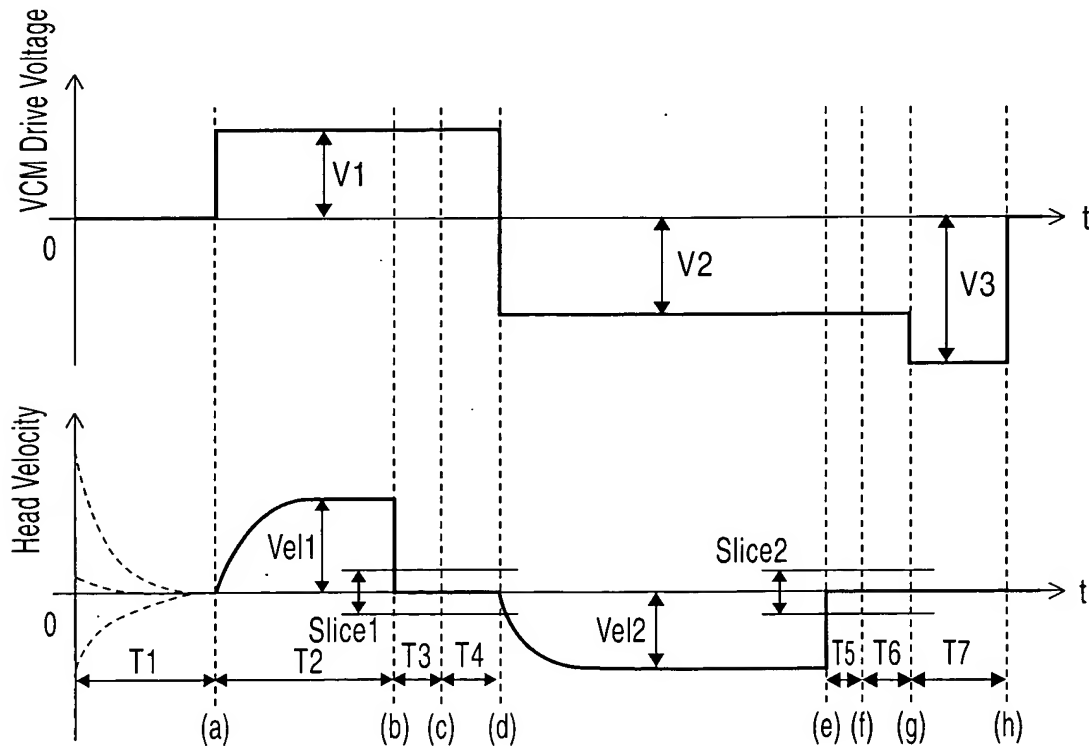 VCM Drive Voltage
t
V1
0
V2
V3
Head Velocity
Vel1
Slice2
t
0
Slice1
Vel2
T1 T2 T3 T4 T5 T6 T7
(a) (b) (c) (d) (e) (f) (g) (h)